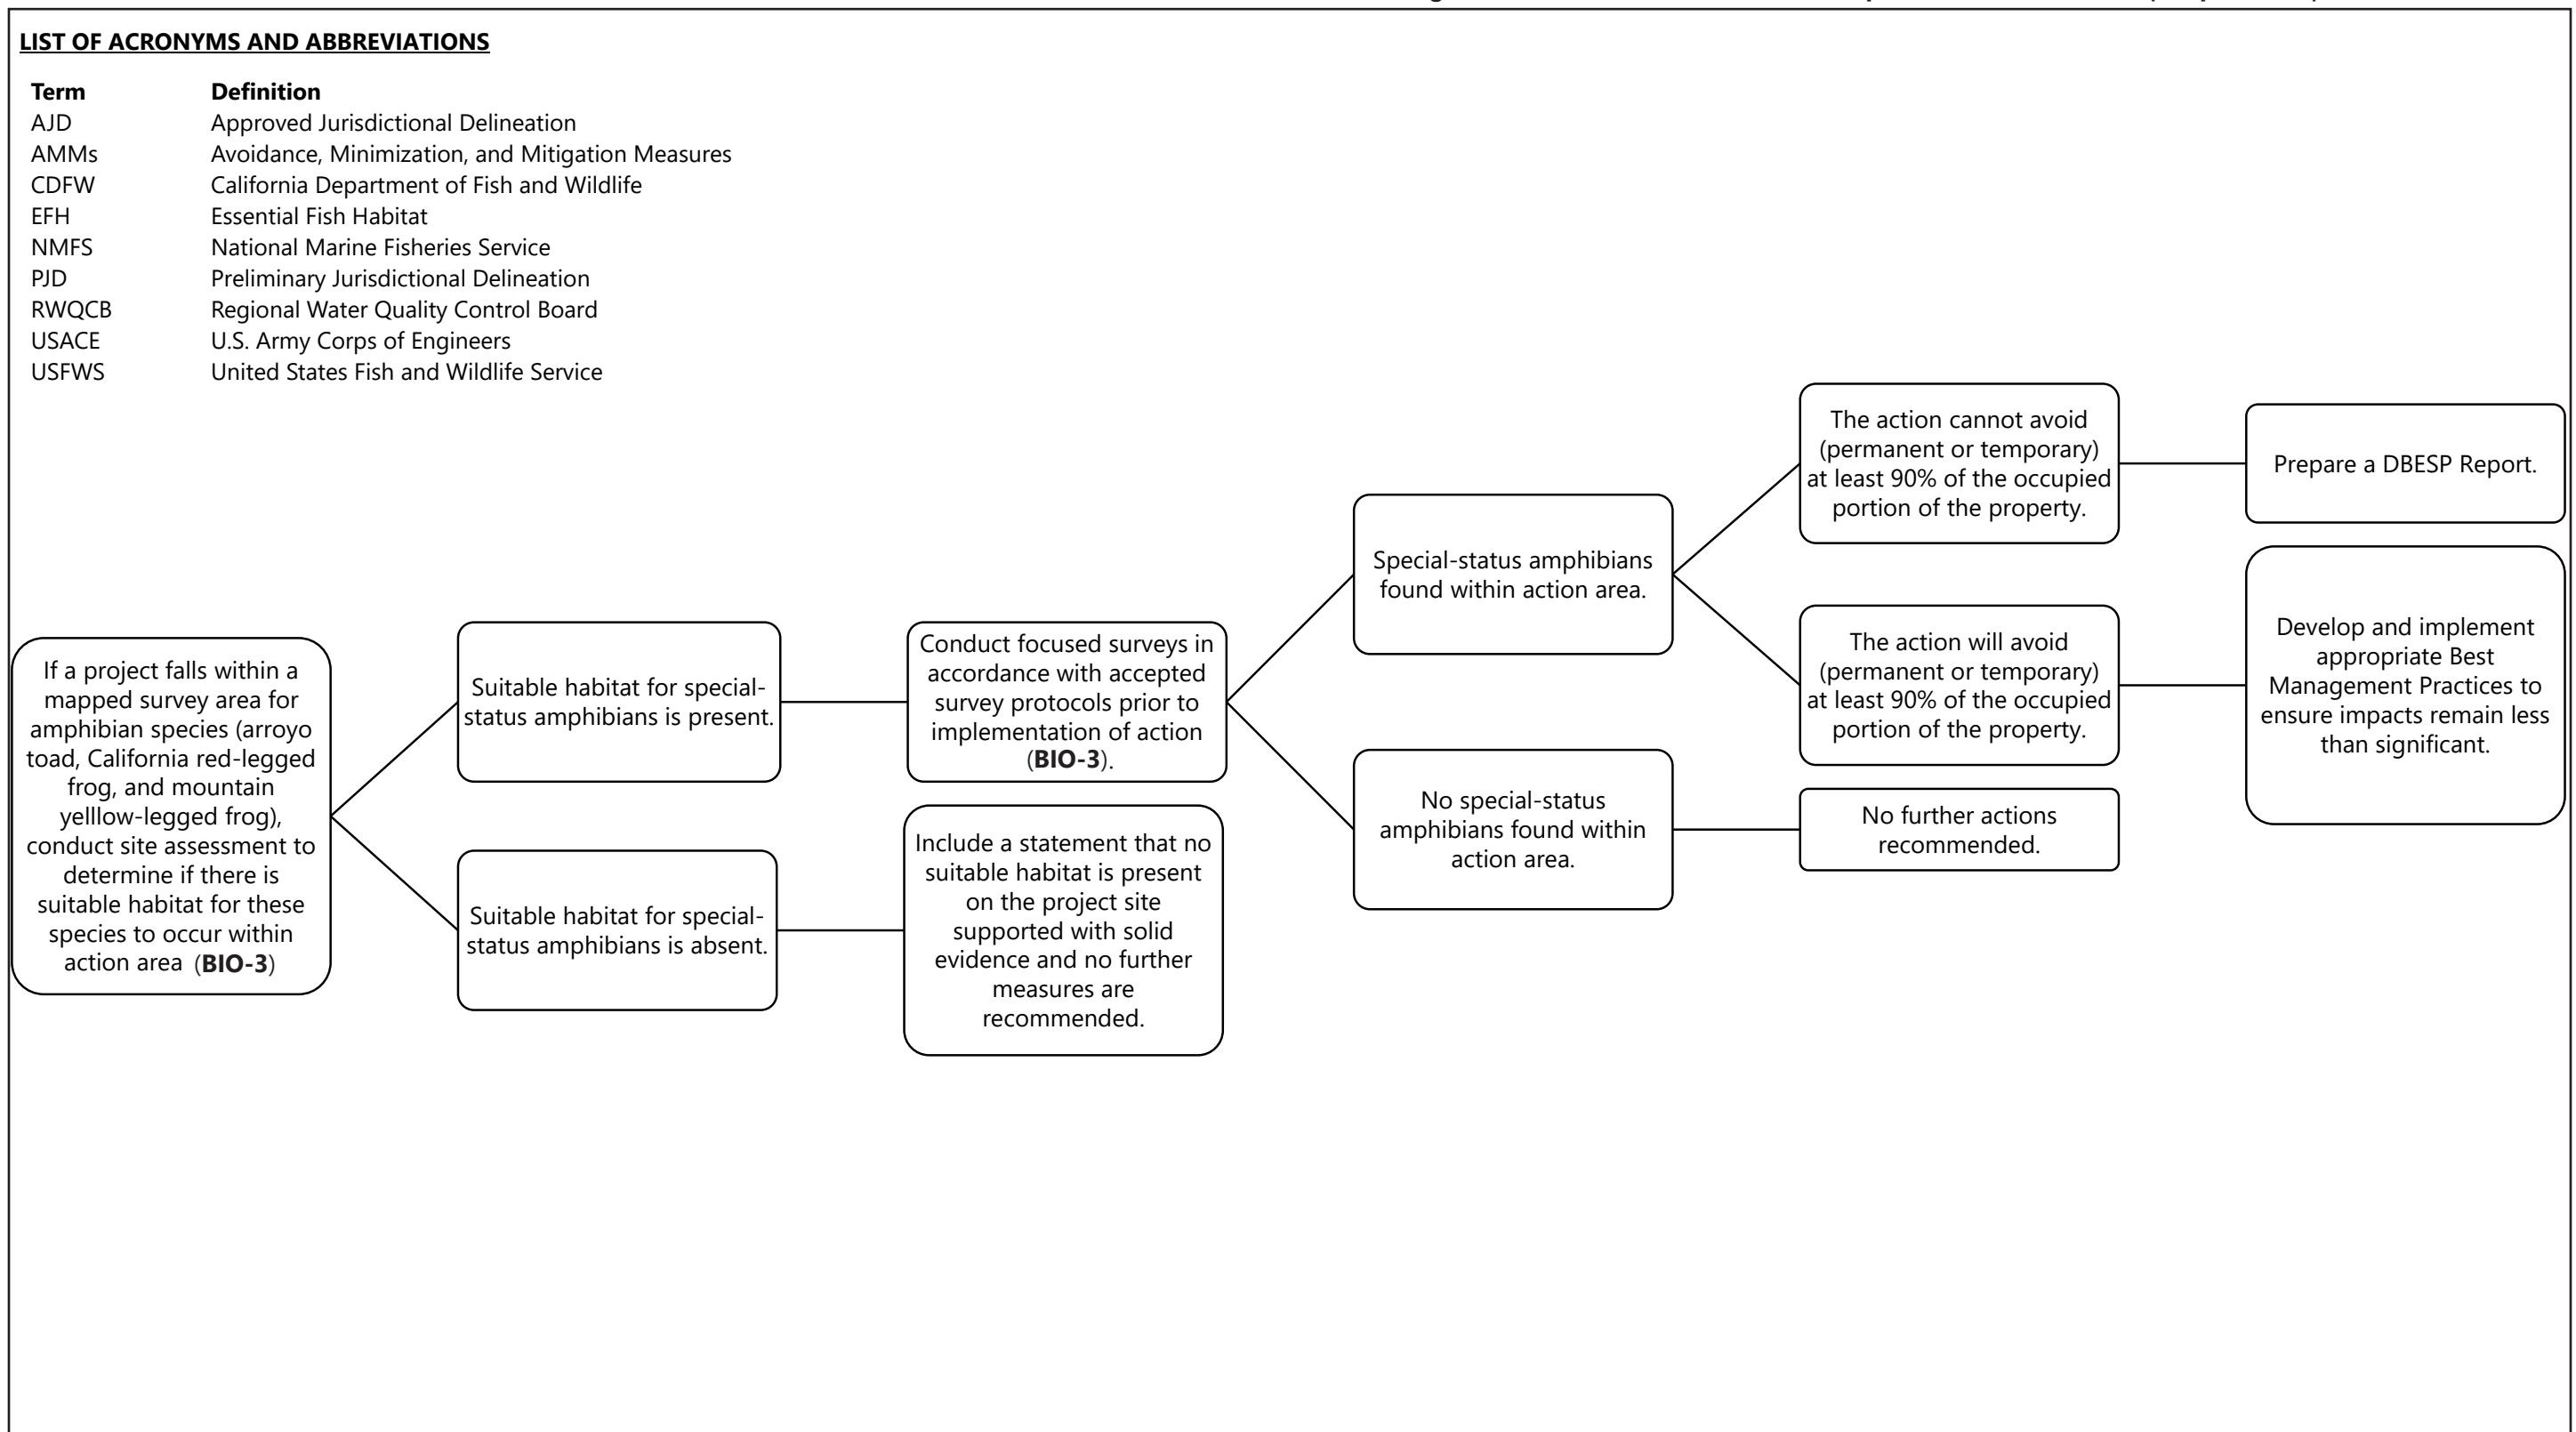 LIST OF ACRONYMS AND ABBREVIATIONS
Term Definition
AJD Approved Jurisdictional Delineation
AMMs Avoidance, Minimization, and Mitigation Measures
CDFW California Department of Fish and Wildlife
EFH Essential Fish Habitat
NMFS National Marine Fisheries Service
PJD Preliminary Jurisdictional Delineation
RWQCB Regional Water Quality Control Board
USACE U.S. Army Corps of Engineers
USFWS United States Fish and Wildlife Service
If a project falls within a
mapped survey area for
amphibian species (arroyo
toad, California red-legged
frog, and mountain
yelllow-legged frog),
conduct site assessment to
determine if there is
suitable habitat for these
species to occur within
action area (BIO-3)
Suitable habitat for special-
status amphibians is present.
Suitable habitat for special-
status amphibians is absent.
Conduct focused surveys in
accordance with accepted
survey protocols prior to
implementation of action
(BIO-3).
Include a statement that no
suitable habitat is present
on the project site
supported with solid
evidence and no further
measures are
recommended.
Special-status amphibians
found within action area.
No special-status
amphibians found within
action area.
The action cannot avoid
(permanent or temporary)
at least 90% of the occupied
portion of the property.
The action will avoid
(permanent or temporary)
at least 90% of the occupied
portion of the property.
No further actions
recommended.
Prepare a DBESP Report.
Develop and implement
appropriate Best
Management Practices to
ensure impacts remain less
than significant.